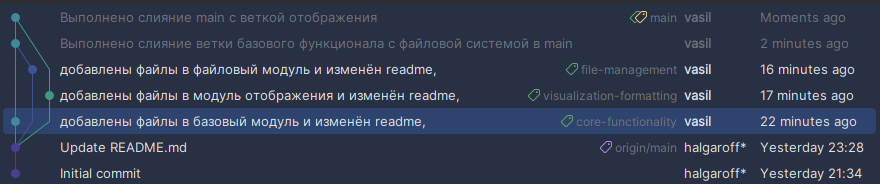 Выполнено слияние main с веткой отображения main vasil Moments ago
Выполнено слияние ветки базового функционала с файловой системой в main vasil 2 minutes ago
добавлены файлы в файловый модуль и изменён readme, file-management vasil 16 minutes ago
добавлены файлы в модуль отображения и изменён readme, visualization-formatting vasil 17 minutes ago
добавлены файлы в базовый модуль и изменён readme, core-functionality vasil 22 minutes ago
Update README.md origin/main halgaroff* Yesterday 23:28
Initial commit halgaroff* Yesterday 21:34